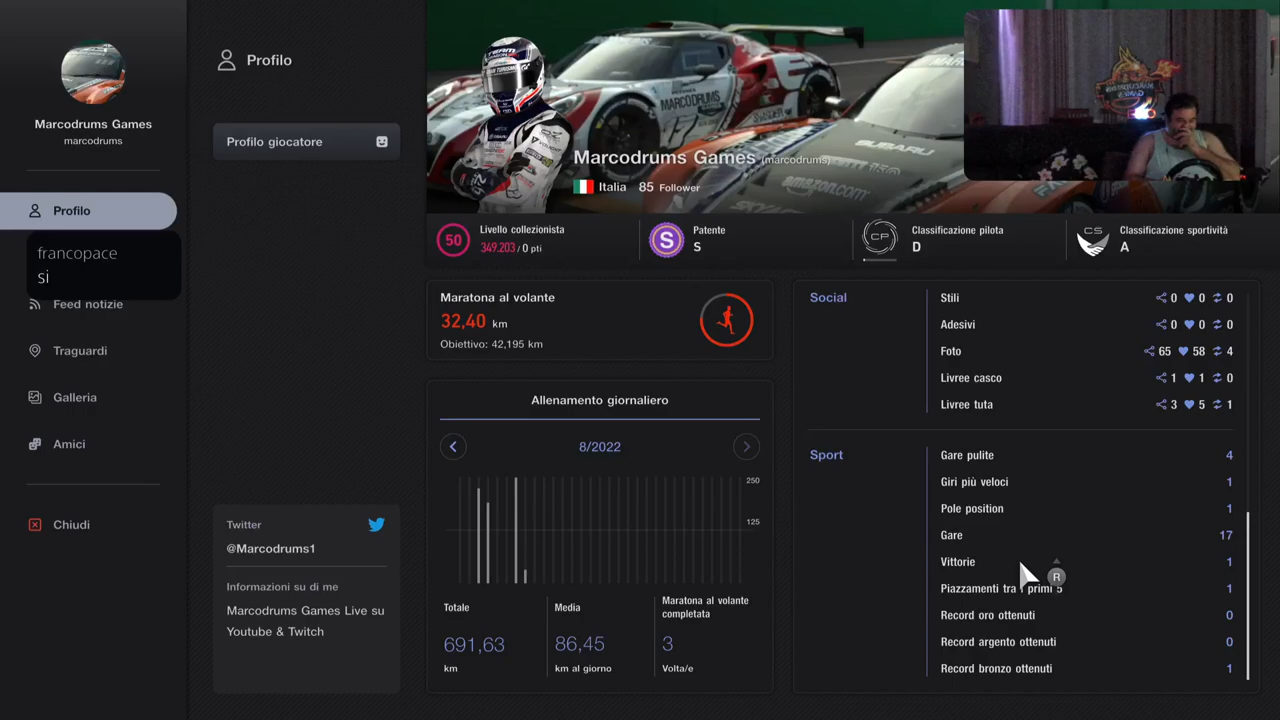 Marcodrums Games
marcodrums
Profilo
francopace
si
Feed notizie
Traguardi
Galleria
Amici
Chiudi
Profilo
Profilo giocatore
Twitter
@Marcodrums1
Informazioni su di me
Marcodrums Games Live su
Youtube & Twitch
MARCODRUMS
SUBARU
amazon.com
Marcodrums Games (marcodrums)
Italia 85 Follower
50
Livello collezionista
349.203 / 0 pti
S
Patente
S
CP
Classificazione pilota
D
CS
Classificazione sportività
A
Maratona al volante
32,40 km
Obiettivo: 42,195 km
Allenamento giornaliero
8/2022
250
125
Totale
691,63
km
Media
86,45
km al giorno
Maratona al volante
completata
3
Volta/e
Social
Stili 0 0 0
Adesivi 0 0 0
Foto 65 58 4
Livree casco 1 1 0
Livree tuta 3 5 1
Sport
Gare pulite 4
Giri più veloci 1
Pole position 1
Gare 17
Vittorie 1
R
Piazzamenti tra i primi 5 1
Record oro ottenuti 0
Record argento ottenuti 0
Record bronzo ottenuti 1